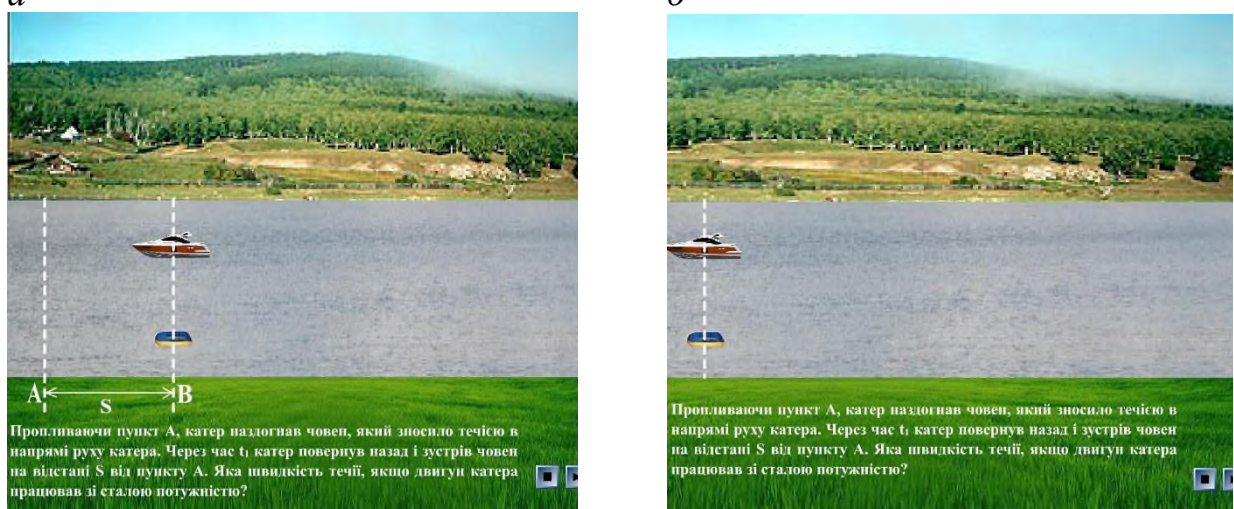 а
б
A
S
B
Пропливаючи пункт А, катер наздогнав човен, який зносило течією в
напрямі руху катера. Через час t₁ катер повернув назад і зустрів човен
на відстані S від пункту А. Яка швидкість течії, якщо двигун катера
працював зі сталою потужністю?
Пропливаючи пункт А, катер наздогнав човен, який зносило течією в
напрямі руху катера. Через час t₁ катер повернув назад і зустрів човен
на відстані S від пункту А. Яка швидкість течії, якщо двигун катера
працював зі сталою потужністю?